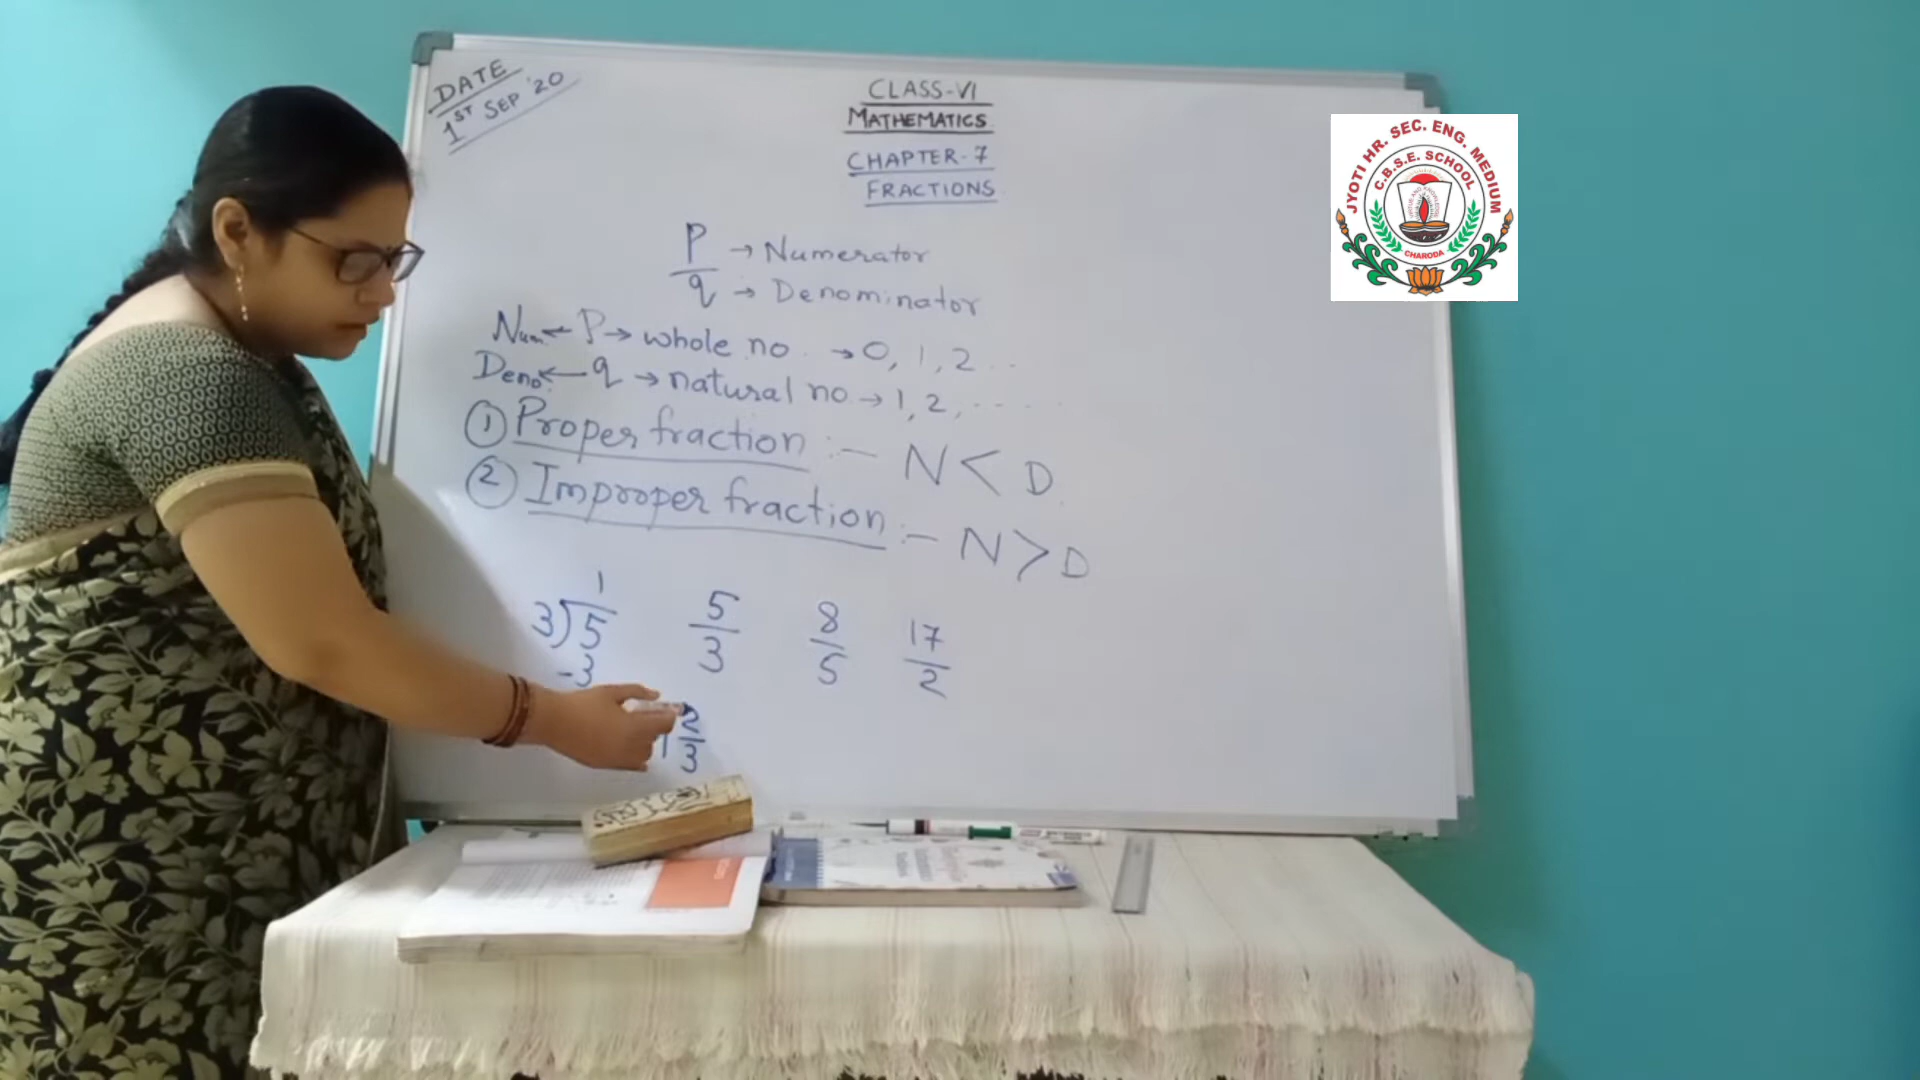 DATE
1ST SEP '20
CLASS-VI
MATHEMATICS
CHAPTER-7
FRACTIONS
P → Numerator
q → Denominator
Num ← P → whole no. → 0, 1, 2 ...
Deno. ← q → natural no → 1, 2, ....
① Proper fraction :- N < D
② Improper fraction :- N > D
1
3)5 5/3 8/5 17/2
-3
1 2/3
JYOTI HR. SEC. ENG. MEDIUM
C.B.S.E. SCHOOL
CHARODA